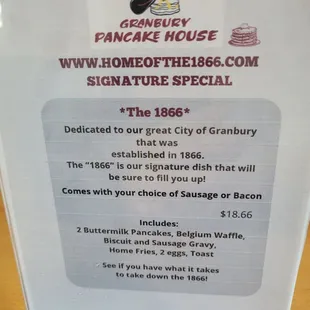 GRANBURY
PANCAKE HOUSE
WWW.HOMEOFTHE1866.COM
SIGNATURE SPECIAL
*The 1866*
Dedicated to our great City of Granbury
that was
established in 1866.
The "1866" is our signature dish that will
be sure to fill you up!
Comes with your choice of Sausage or Bacon
$18.66
Includes:
2 Buttermilk Pancakes, Belgium Waffle,
Biscuit and Sausage Gravy,
Home Fries, 2 eggs, Toast
See if you have what it takes
to take down the 1866!